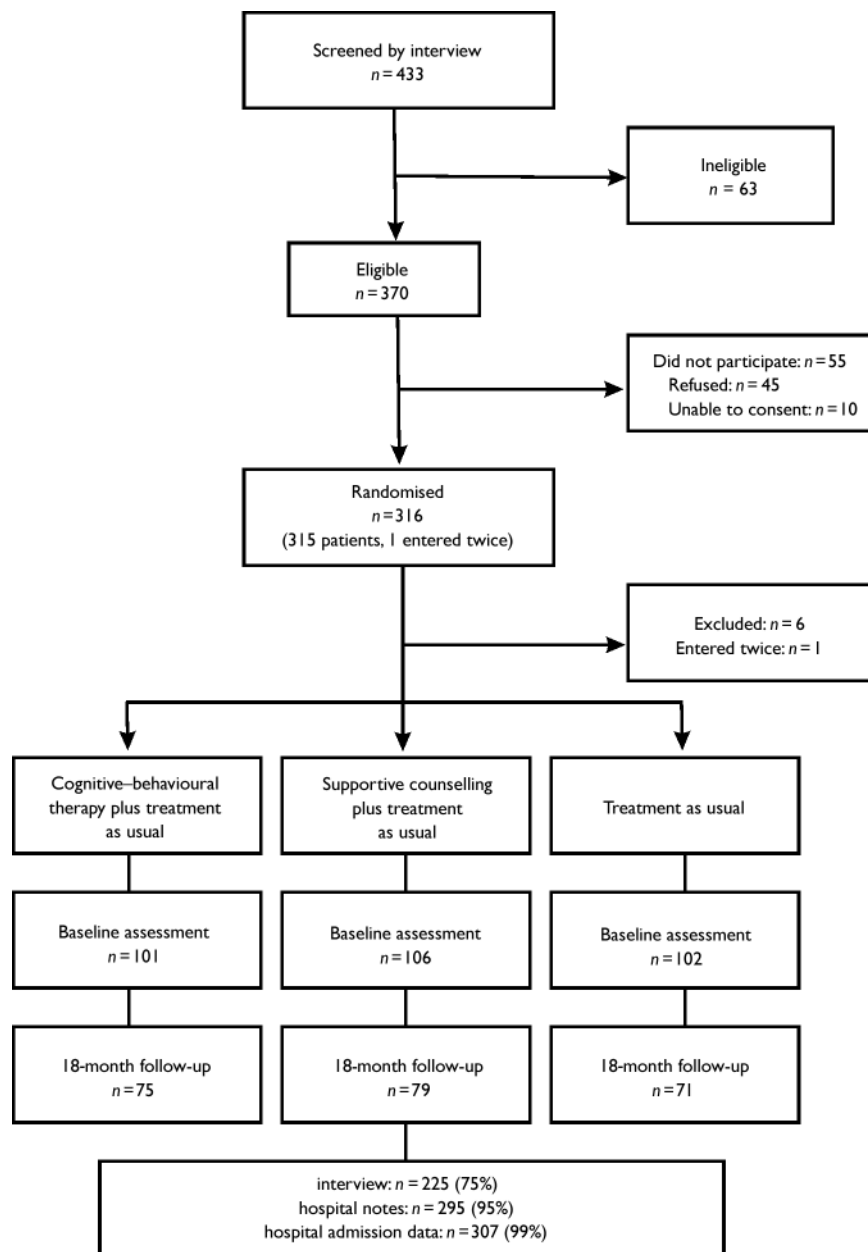 Screened by interview
n = 433
Ineligible
n = 63
Eligible
n = 370
Did not participate: n = 55
Refused: n = 45
Unable to consent: n = 10
Randomised
n = 316
(315 patients, 1 entered twice)
Excluded: n = 6
Entered twice: n = 1
Cognitive–behavioural
therapy plus treatment
as usual
Supportive counselling
plus treatment
as usual
Treatment as usual
Baseline assessment
n = 101
Baseline assessment
n = 106
Baseline assessment
n = 102
18-month follow-up
n = 75
18-month follow-up
n = 79
18-month follow-up
n = 71
interview: n = 225 (75%)
hospital notes: n = 295 (95%)
hospital admission data: n = 307 (99%)